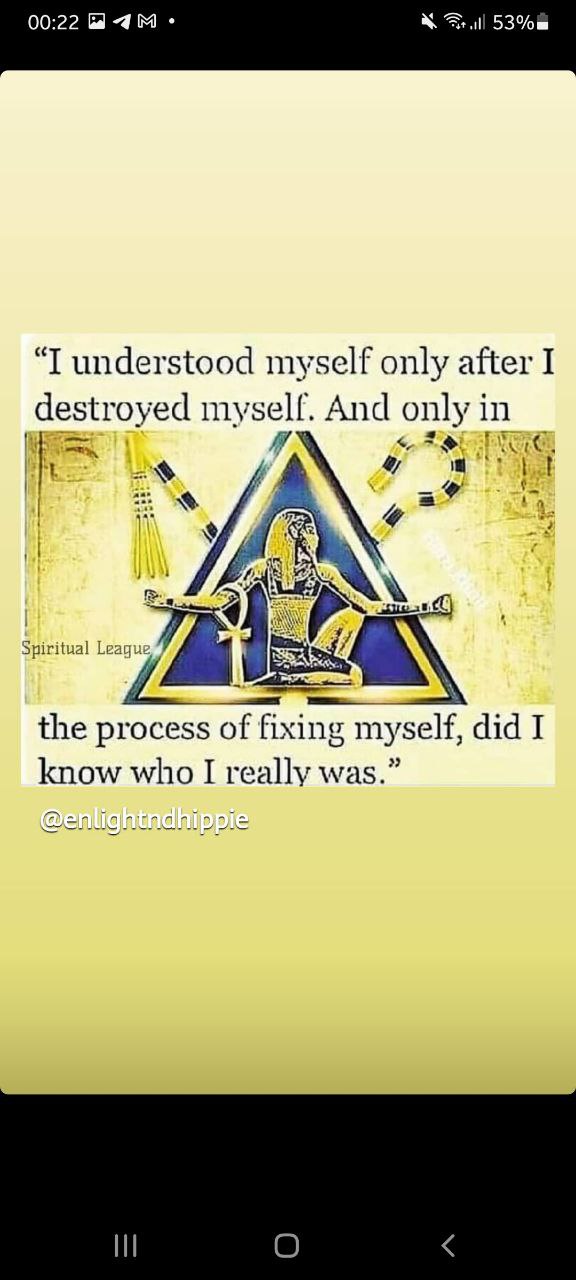 00:22
53%
“I understood myself only after I
destroyed myself. And only in
Spiritual League
the process of fixing myself, did I
know who I really was.”
@enlightndhippie